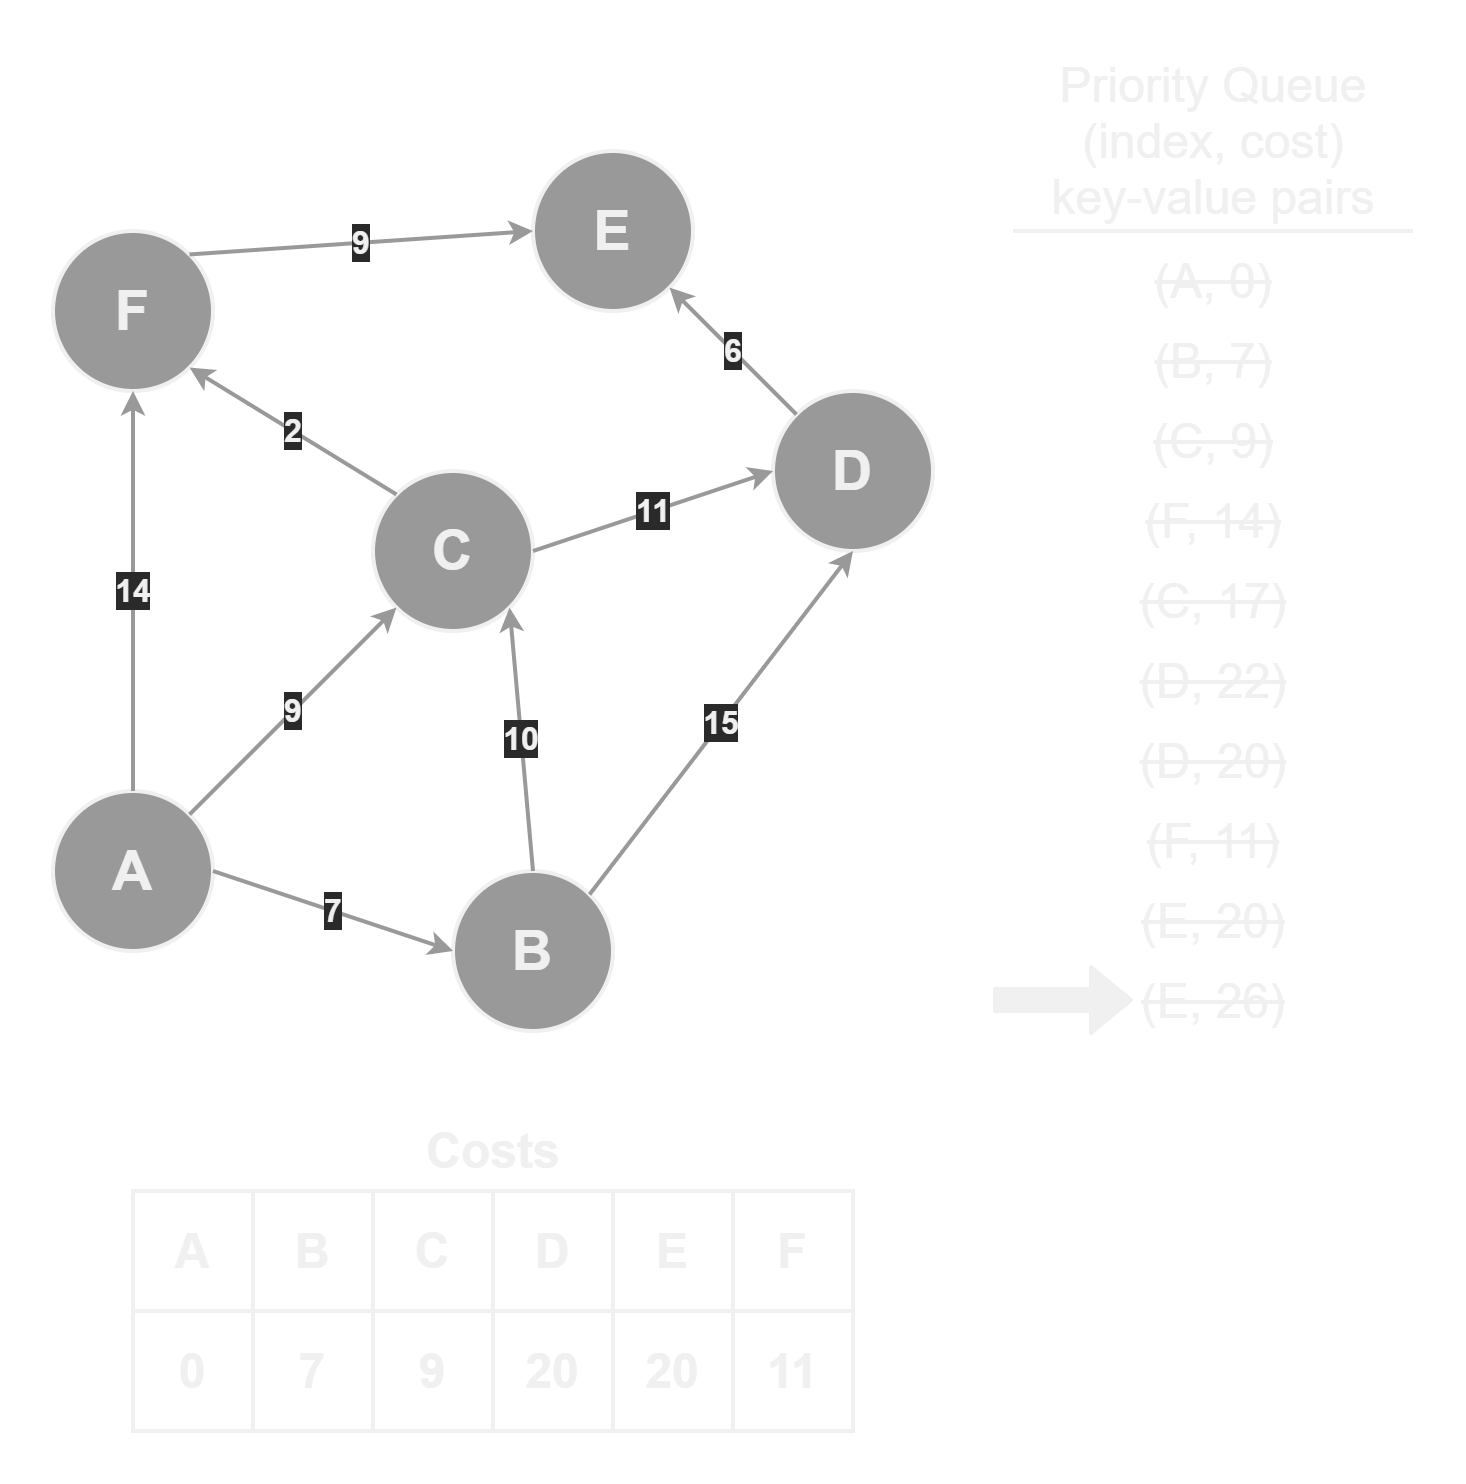 Priority Queue
(index, cost)
key-value pairs
(A, 0)
(B, 7)
(C, 9)
(F, 14)
(C, 17)
(D, 22)
(D, 20)
(F, 11)
(E, 20)
(E, 26)
E
9
F
6
2
D
11
C
14
9
10
15
A
7
B
Costs
A B C D E F
0 7 9 20 20 11